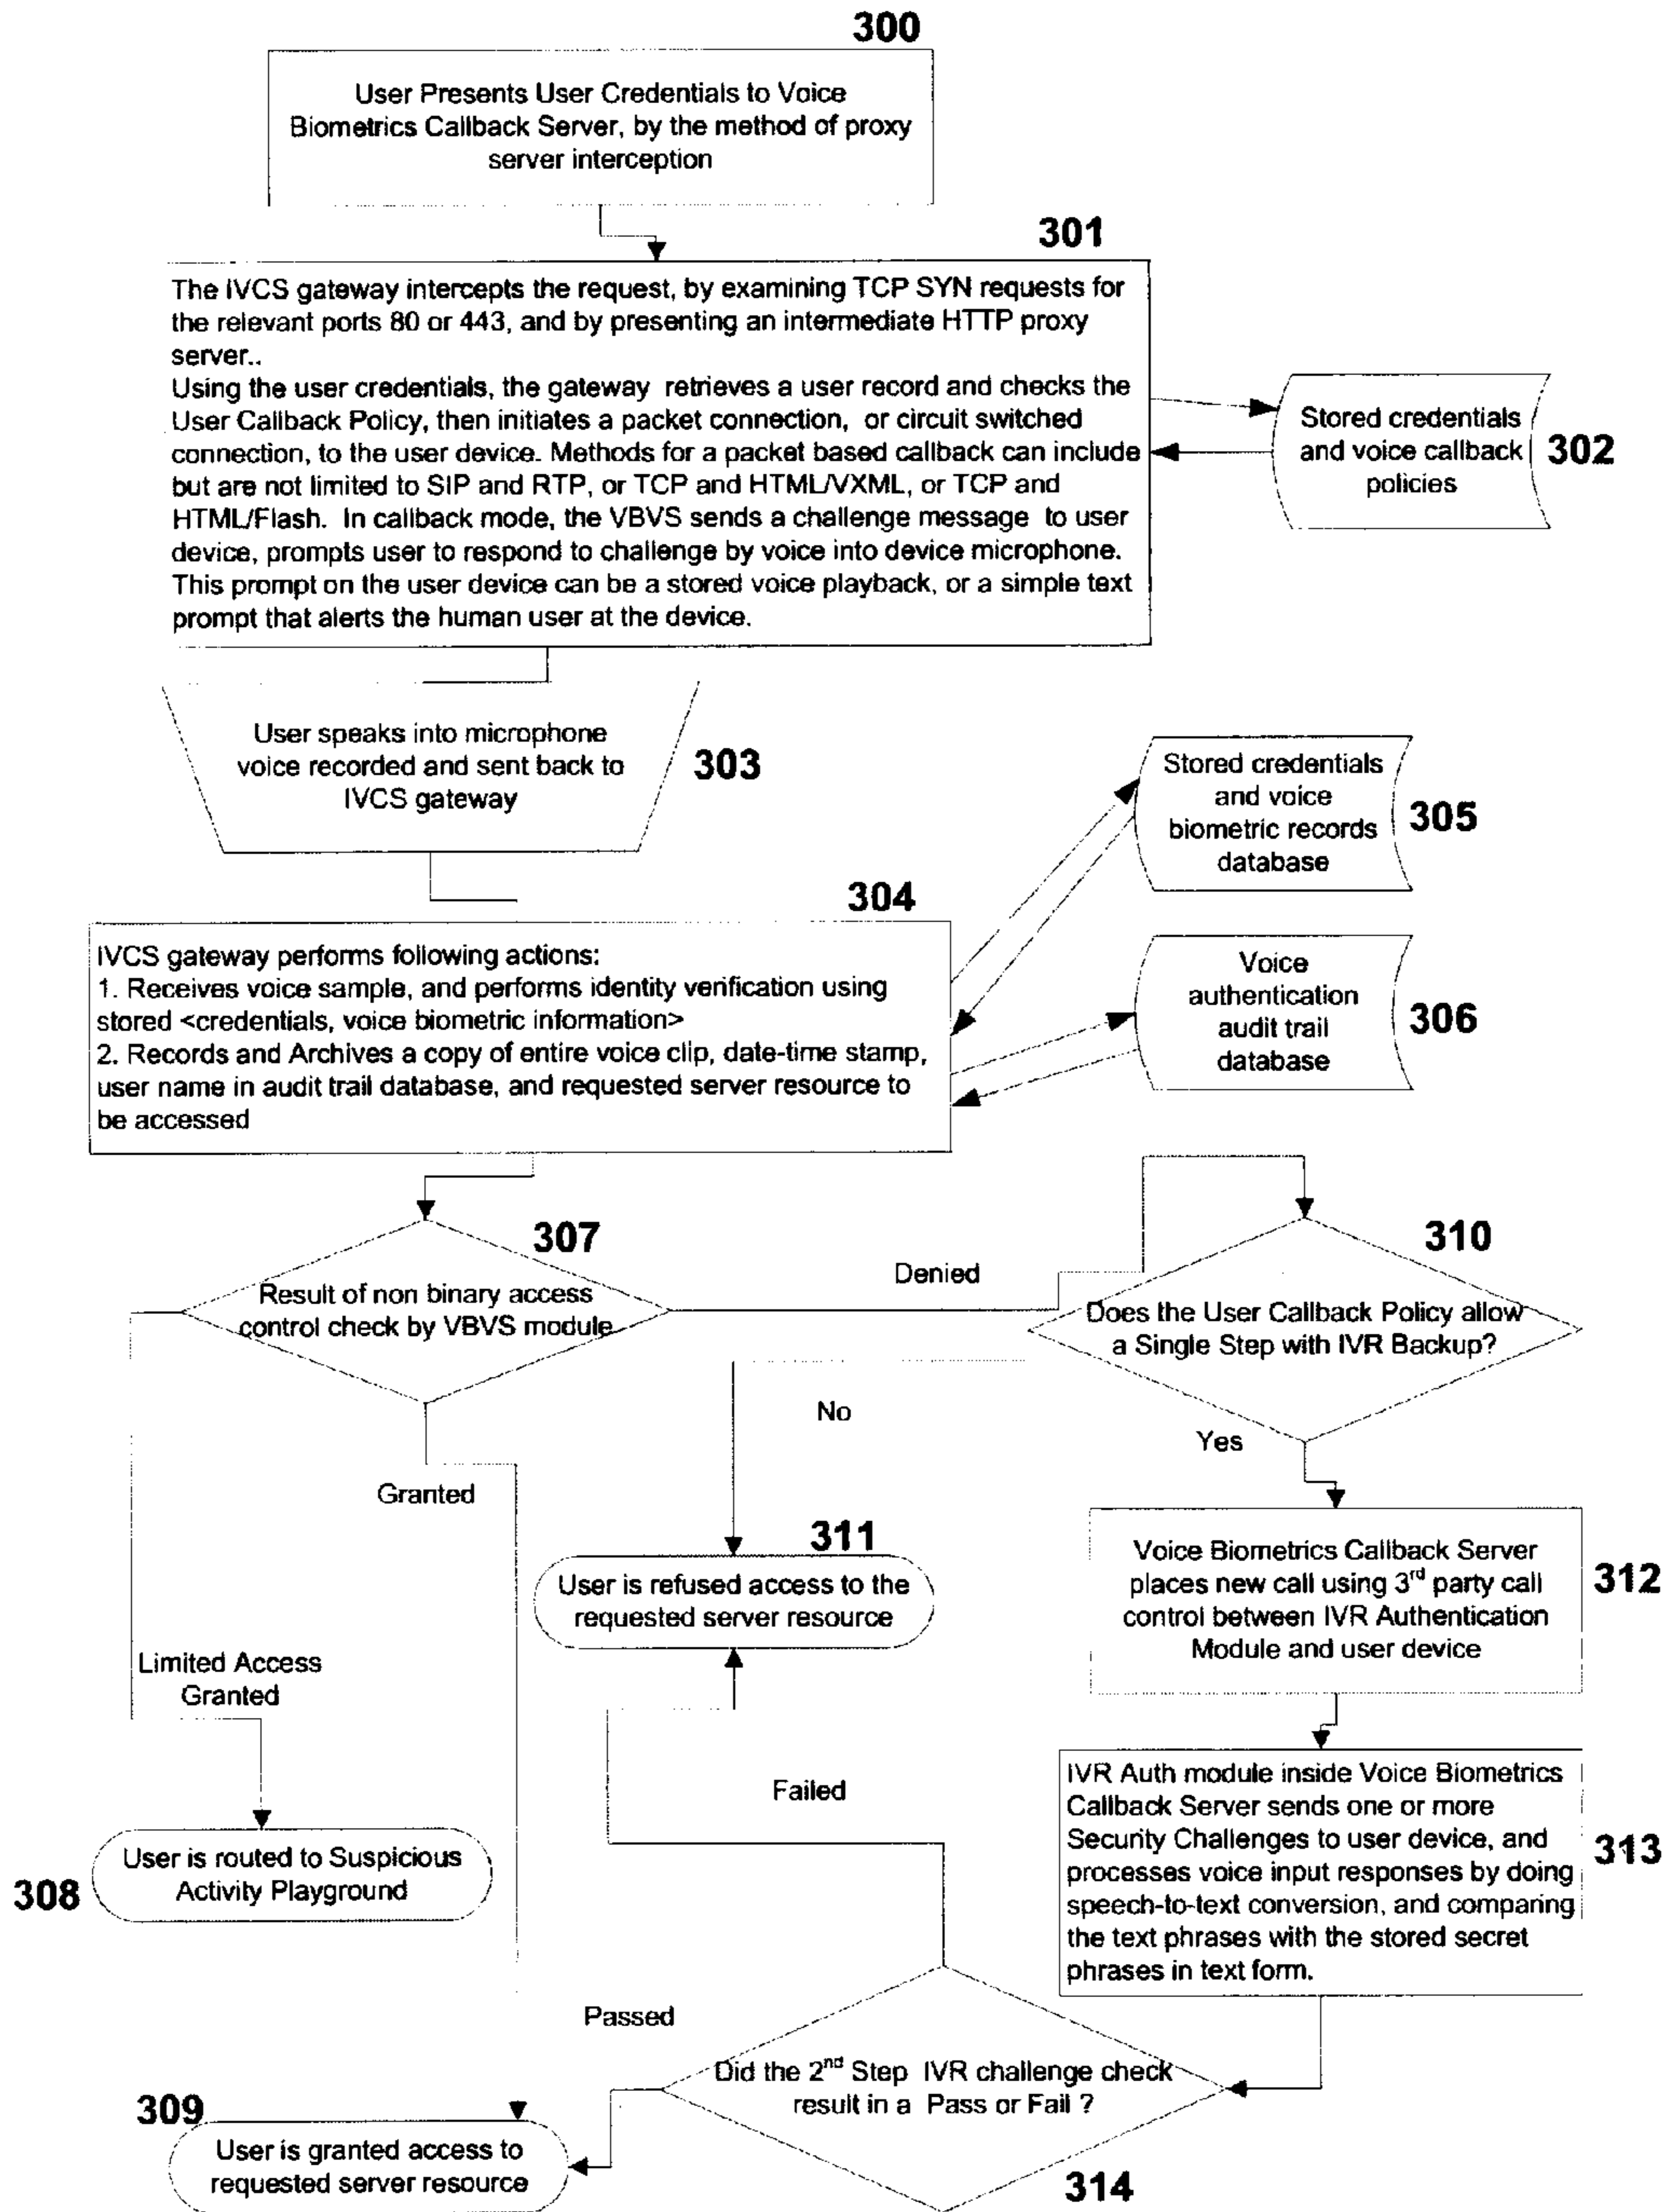 300
User Presents User Credentials to Voice
Biometrics Callback Server, by the method of proxy
server interception
301
The IVCS gateway intercepts the request, by examining TCP SYN requests for
the relevant ports 80 or 443, and by presenting an intermediate HTTP proxy
server..
Using the user credentials, the gateway retrieves a user record and checks the
User Callback Policy, then initiates a packet connection, or circuit switched
connection, to the user device. Methods for a packet based callback can include
but are not limited to SIP and RTP, or TCP and HTML/VXML, or TCP and
HTML/Flash. In callback mode, the VBVS sends a challenge message to user
device, prompts user to respond to challenge by voice into device microphone.
This prompt on the user device can be a stored voice playback, or a simple text
prompt that alerts the human user at the device.
Stored credentials
and voice callback
policies
302
User speaks into microphone
voice recorded and sent back to
IVCS gateway
303
Stored credentials
and voice
biometric records
database
305
304
IVCS gateway performs following actions:
1. Receives voice sample, and performs identity verification using
stored <credentials, voice biometric information>
2. Records and Archives a copy of entire voice clip, date-time stamp,
user name in audit trail database, and requested server resource to
be accessed
Voice
authentication
audit trail
database
306
307
Result of non binary access
control check by VBVS module
Denied
310
Does the User Callback Policy allow
a Single Step with IVR Backup?
No
Yes
Granted
311
User is refused access to the
requested server resource
Voice Biometrics Callback Server
places new call using 3rd party call
control between IVR Authentication
Module and user device
312
Limited Access
Granted
Failed
IVR Auth module inside Voice Biometrics
Callback Server sends one or more
Security Challenges to user device, and
processes voice input responses by doing
speech-to-text conversion, and comparing
the text phrases with the stored secret
phrases in text form.
313
User is routed to Suspicious
Activity Playground
308
Passed
Did the 2nd Step IVR challenge check
result in a Pass or Fail ?
314
309
User is granted access to
requested server resource